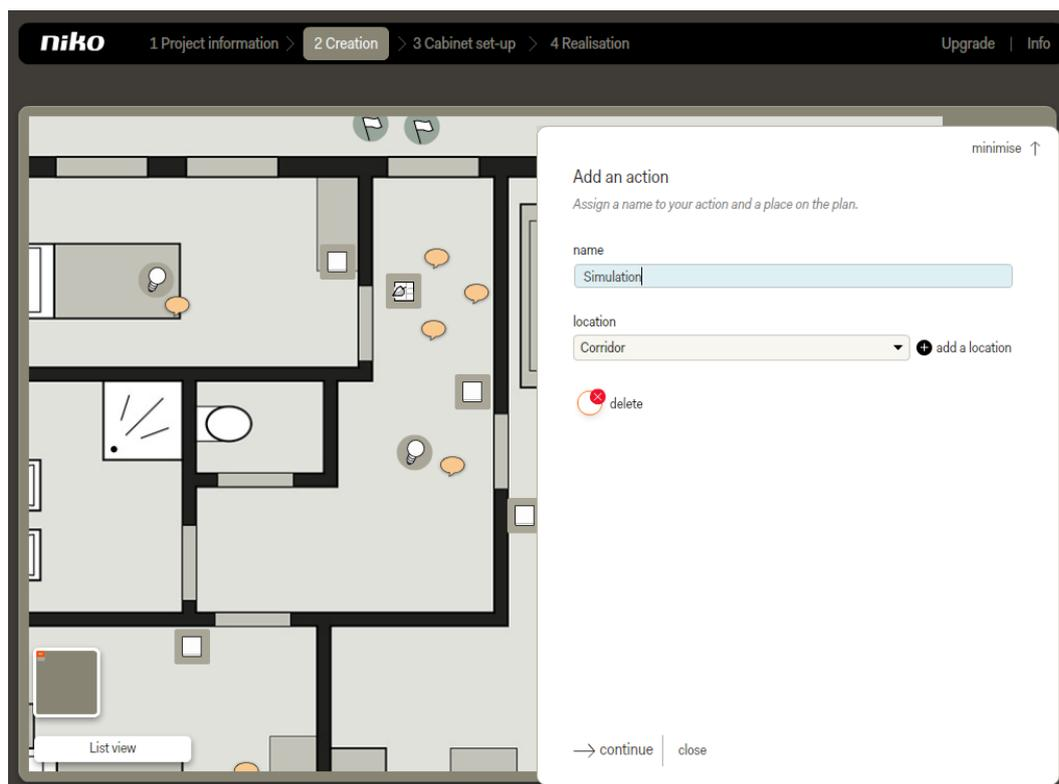 niko 1 Project information 2 Creation 3 Cabinet set-up 4 Realisation Upgrade | Info
minimise
Add an action
Assign a name to your action and a place on the plan.
name
Simulation
location
Corridor add a location
delete
List view
continue close